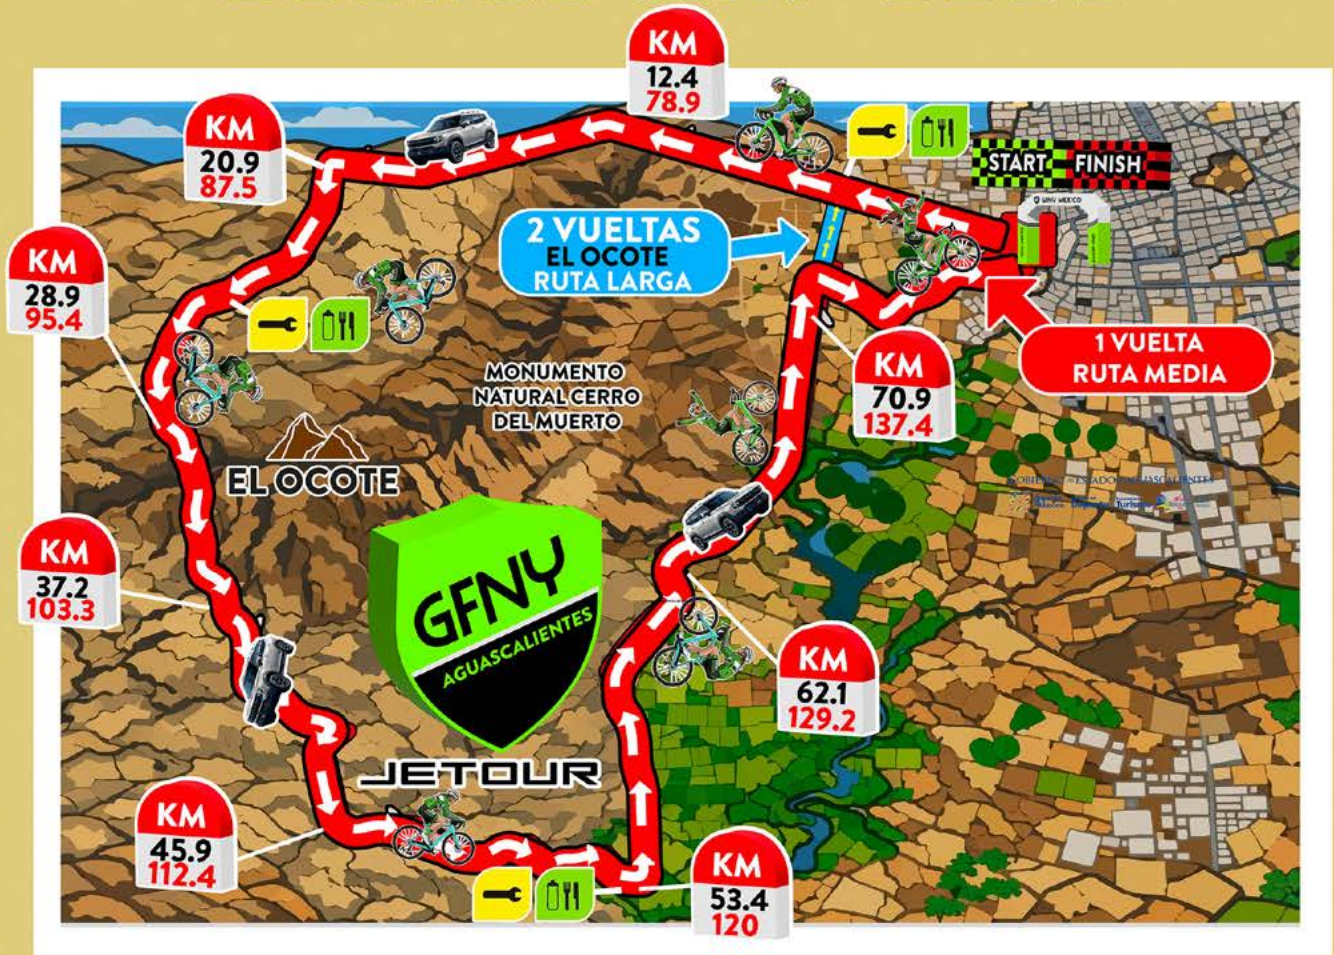 KM
12.4
78.9
KM
20.9
87.5
START FINISH
2 VUELTAS
EL OCOTE
RUTA LARGA
KM
28.9
95.4
1 VUELTA
RUTA MEDIA
KM
70.9
137.4
MONUMENTO
NATURAL CERRO
DEL MUERTO
EL OCOTE
GFNY
AGUASCALIENTES
KM
37.2
103.3
KM
62.1
129.2
JETOUR
KM
45.9
112.4
KM
53.4
120